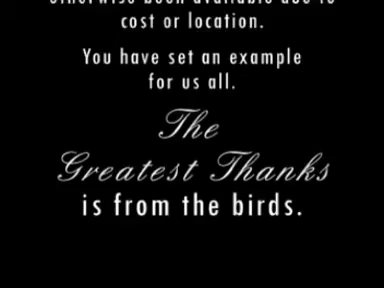 otherwise been available due to
cost or location.
You have set an example
for us all.
The
Greatest Thanks
is from the birds.